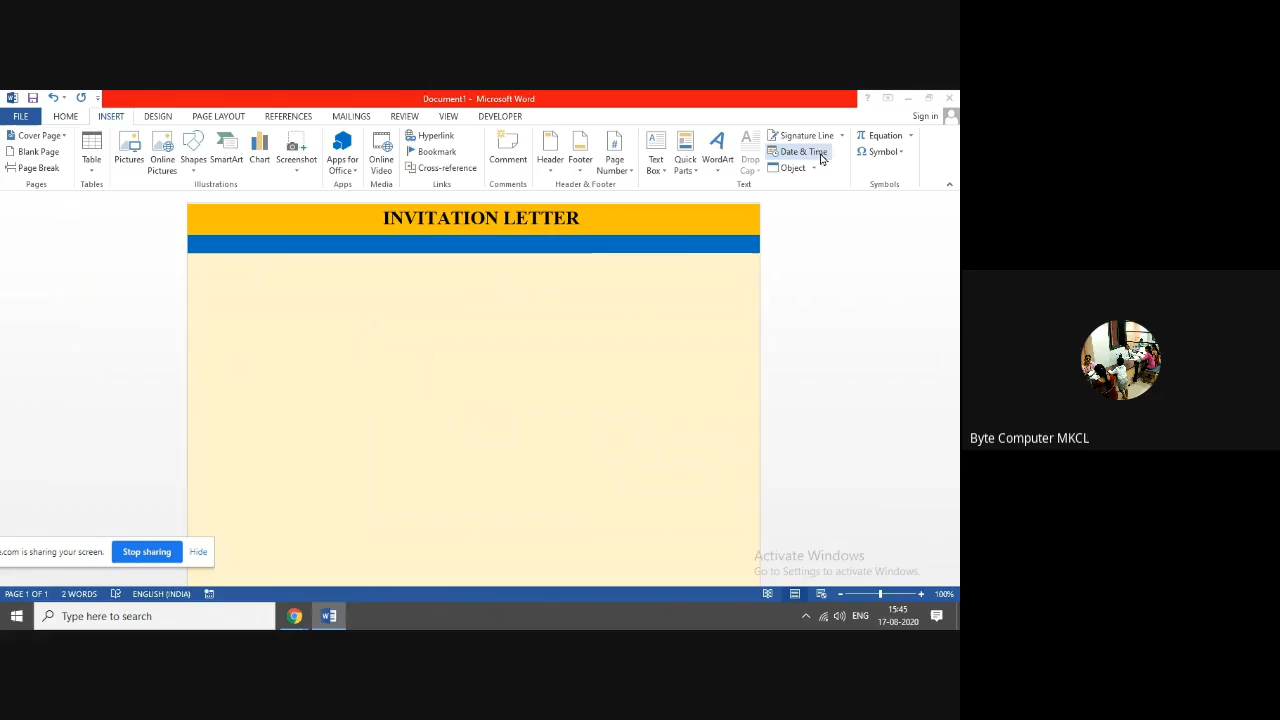 Document1 - Microsoft Word
?
FILE HOME INSERT DESIGN PAGE LAYOUT REFERENCES MAILINGS REVIEW VIEW DEVELOPER Sign in
Cover Page
Blank Page
Page Break
Pages
Table
Tables
Pictures
Online Pictures
Shapes
SmartArt
Chart
Screenshot
Illustrations
Apps for Office
Apps
Online Video
Media
Hyperlink
Bookmark
Cross-reference
Links
Comment
Comments
Header
Footer
Page Number
Header & Footer
Text Box
Quick Parts
WordArt
Drop Cap
Signature Line
Date & Time
Object
Text
π Equation
Ω Symbol
Symbols
INVITATION LETTER
Byte Computer MKCL
e.com is sharing your screen. Stop sharing Hide
Activate Windows
Go to Settings to activate Windows.
PAGE 1 OF 1 2 WORDS ENGLISH (INDIA) 100%
Type here to search
ENG
15:45
17-08-2020